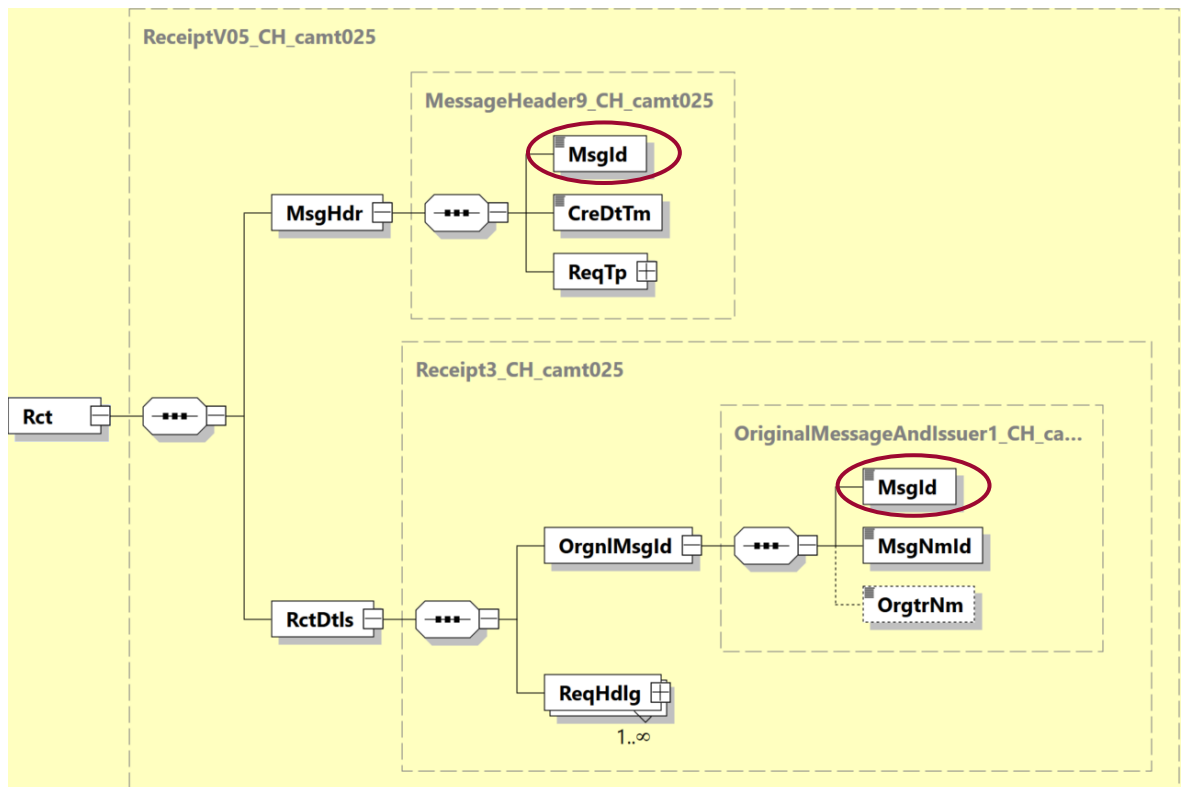 ReceiptV05_CH_camt025
MessageHeader9_CH_camt025
MsgId
MsgHdr
CreDtTm
ReqTp
Receipt3_CH_camt025
Rct
OriginalMessageAndIssuer1_CH_ca...
MsgId
OrgnlMsgId
MsgNmId
OrgtrNm
RctDtls
ReqHdlg
1..∞